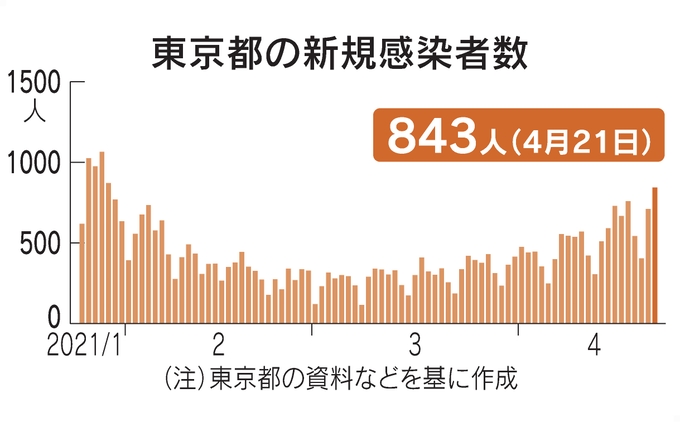 東京都の新規感染者数
1500
人
843人(4月21日)
1000
500
0
2021/1 2 3 4
(注)東京都の資料などを基に作成